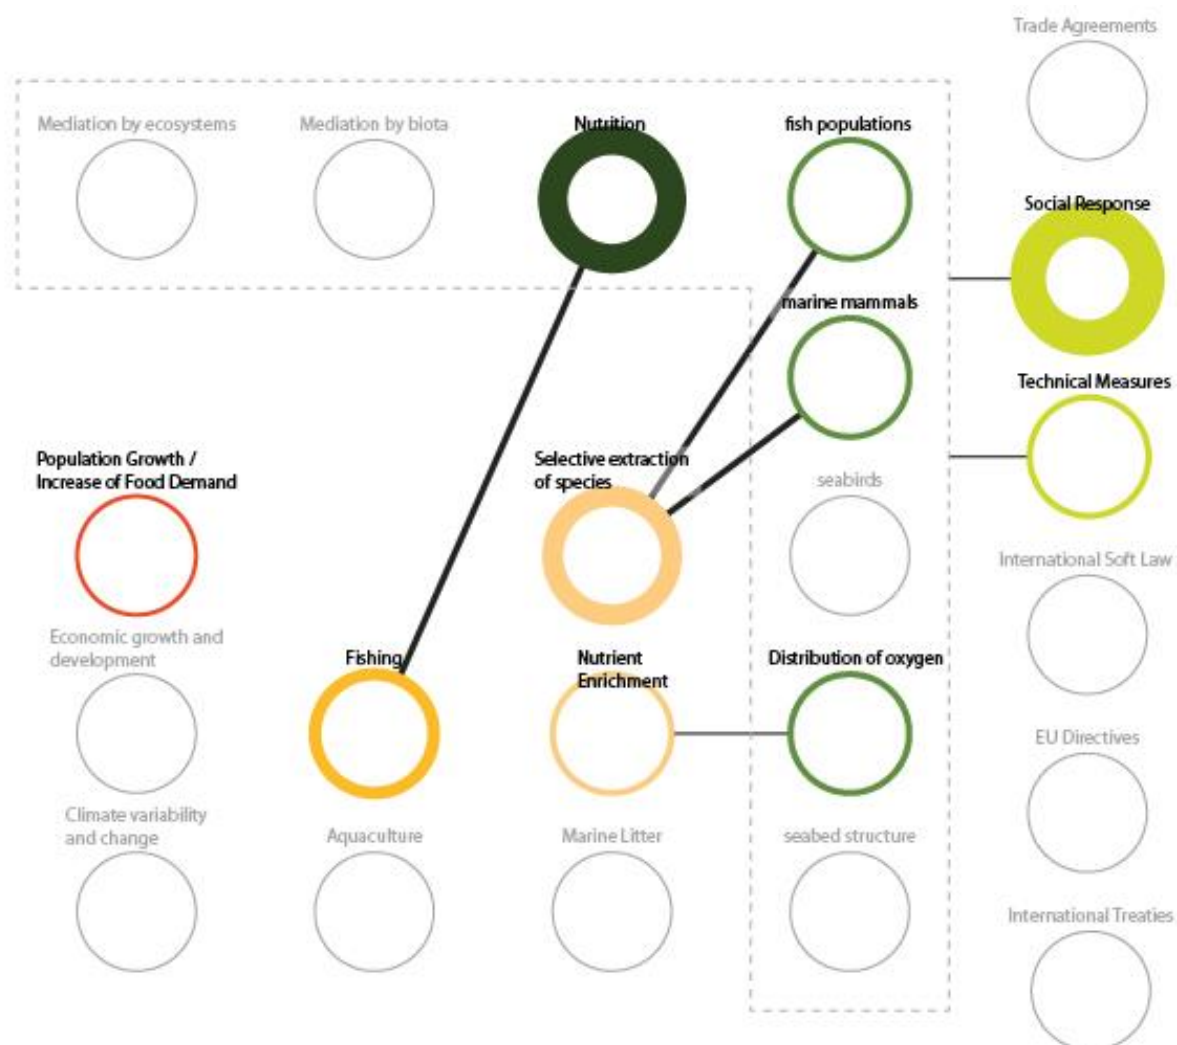 Trade Agreements
Mediation by ecosystems
Mediation by biota
Nutrition
fish populations
Social Response
marine mammals
Technical Measures
Population Growth /
Increase of Food Demand
Selective extraction
of species
seabirds
International Soft Law
Economic growth and
development
Fishing
Nutrient
Enrichment
Distribution of oxygen
EU Directives
Climate variability
and change
Aquaculture
Marine Litter
seabed structure
International Treaties